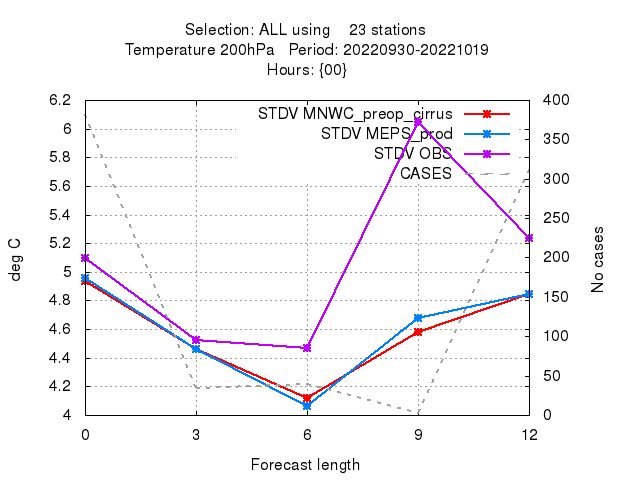 Selection: ALL using 23 stations
Temperature 200hPa Period: 20220930-20221019
Hours: {00}
STDV MNWC_preop_cirrus
STDV MEPS_prod
STDV OBS
CASES
6.2
6
5.8
5.6
5.4
5.2
5
4.8
4.6
4.4
4.2
4
deg C
400
350
300
250
200
150
100
50
0
No cases
0 3 6 9 12
Forecast length